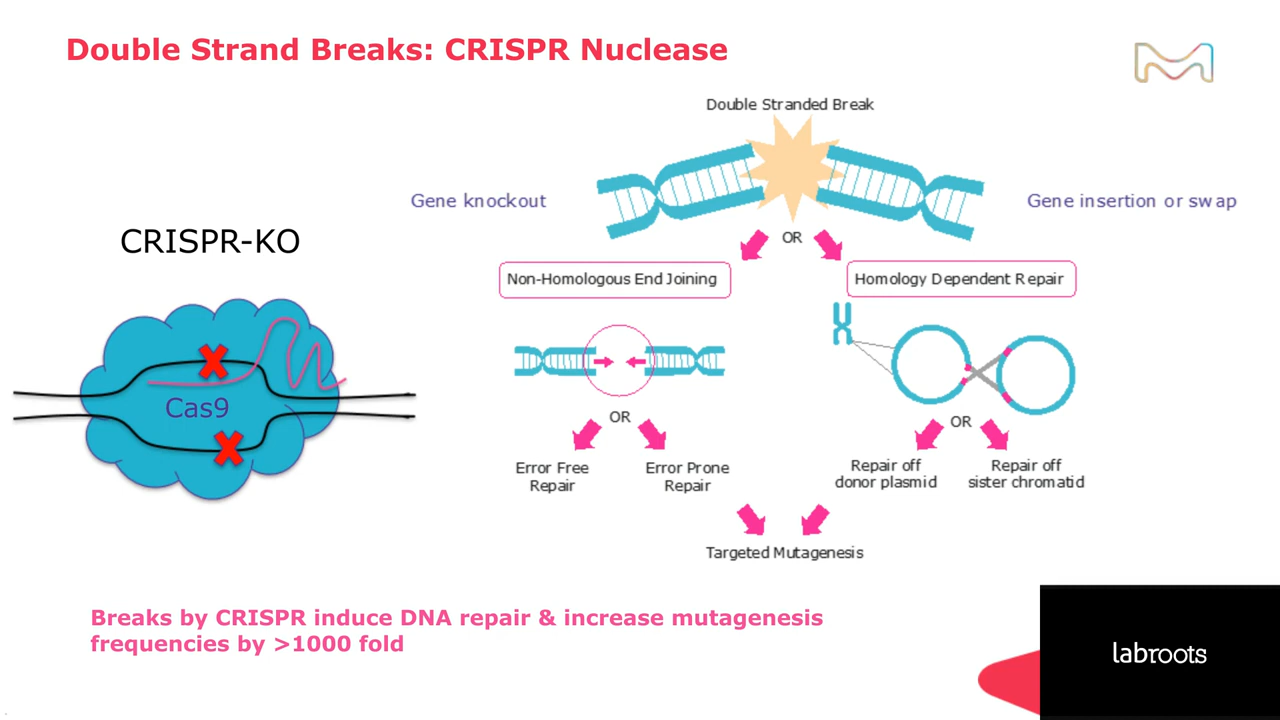 Double Strand Breaks: CRISPR Nuclease
Double Stranded Break
Gene knockout
Gene insertion or swap
CRISPR-KO
OR
Non-Homologous End Joining
Homology Dependent Repair
Cas9
OR
OR
Error Free
Repair
Error Prone
Repair
Repair off
donor plasmid
Repair off
sister chromatid
Targeted Mutagenesis
Breaks by CRISPR induce DNA repair & increase mutagenesis
frequencies by >1000 fold
labroots